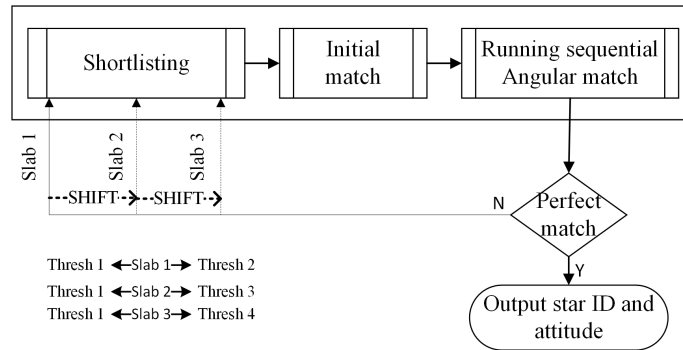 Shortlisting
Initial
match
Running sequential
Angular match
Slab 1
Slab 2
Slab 3
SHIFT
SHIFT
N
Perfect
match
Y
Thresh 1 Slab 1 Thresh 2
Thresh 1 Slab 2 Thresh 3
Thresh 1 Slab 3 Thresh 4
Output star ID and
attitude